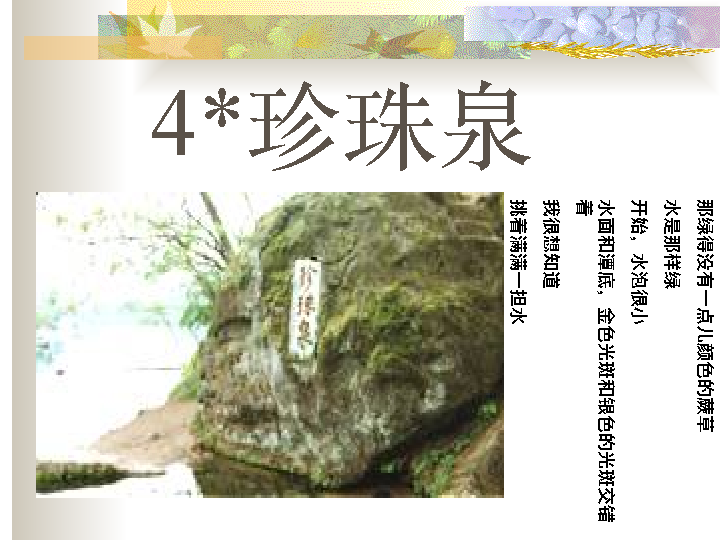 4*珍珠泉
珍珠泉
那绿得没有一点儿颜色的蕨草
水是那样绿
开始，水泡很小
水面和潭底，金色光斑和银色的光斑交错
着
我很想知道
挑着满满一担水